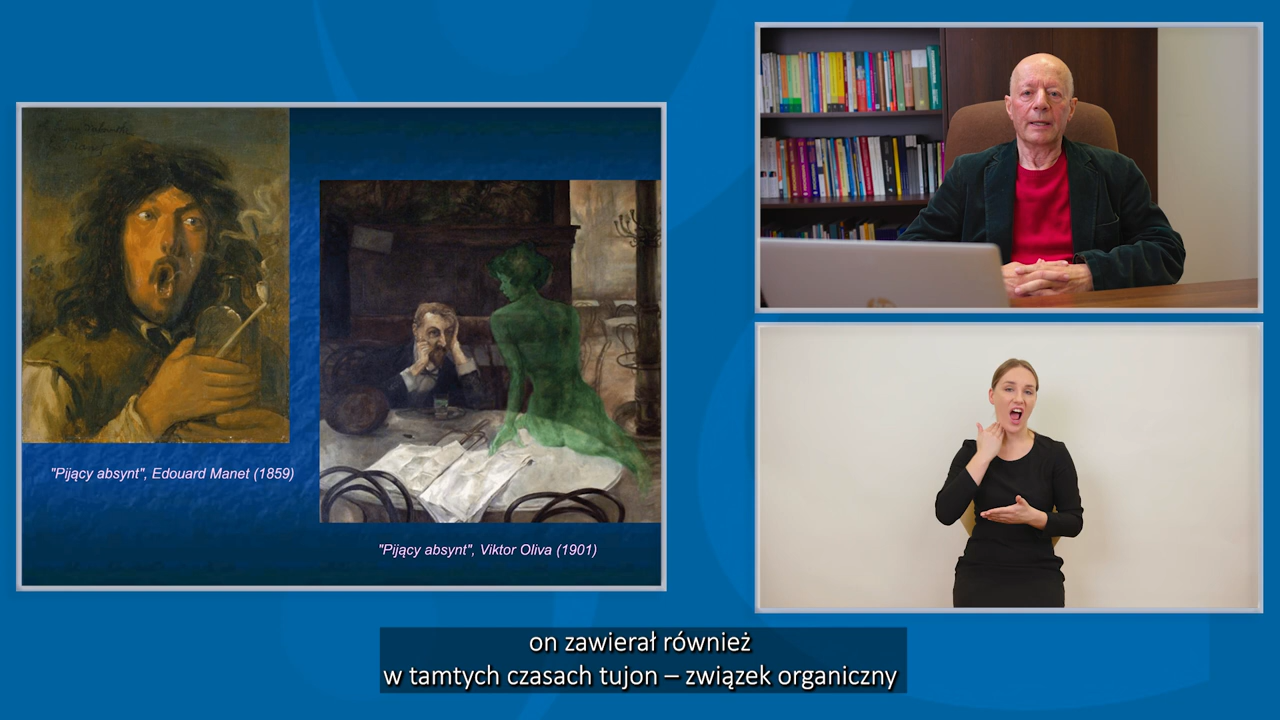 "Pijący absynt", Edouard Manet (1859)
"Pijący absynt", Viktor Oliva (1901)
on zawierał również
w tamtych czasach tujon – związek organiczny